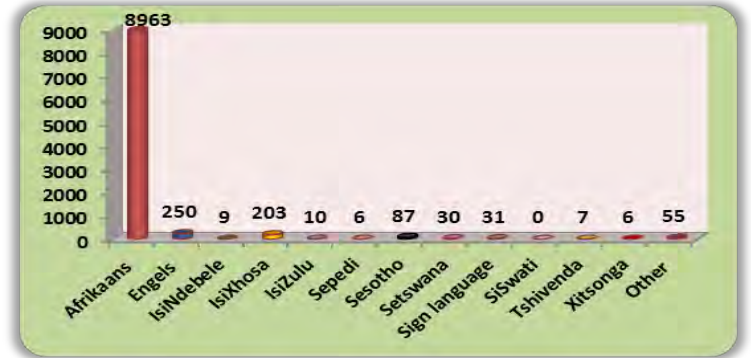 8963
9000
8000
7000
6000
5000
4000
3000
2000
1000
0
250
9
203
10
6
87
30
31
0
7
6
55
Afrikaans
Engels
IsiNdebele
IsiXhosa
IsiZulu
Sepedi
Sesotho
Setswana
Sign language
SiSwati
Tshivenda
Xitsonga
Other